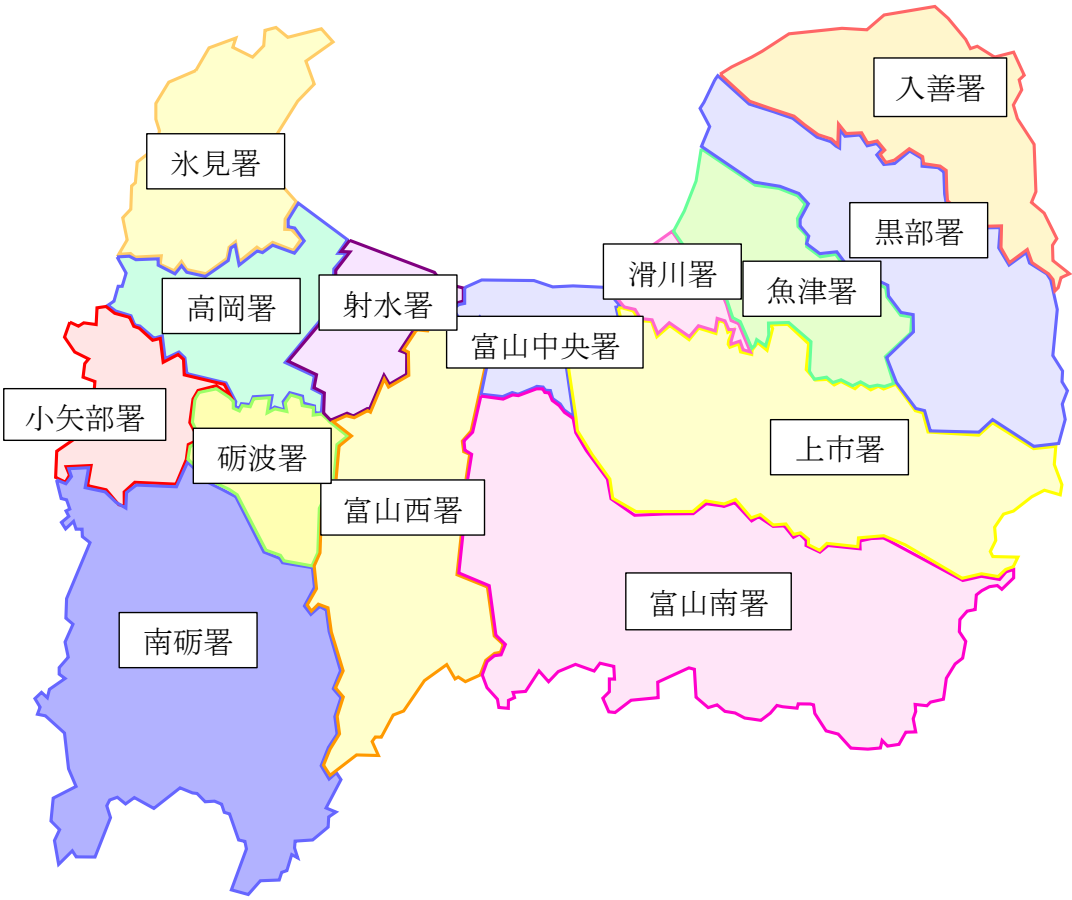 入善署
氷見署
黒部署
滑川署
魚津署
高岡署
射水署
富山中央署
小矢部署
砺波署
上市署
富山西署
富山南署
南砺署